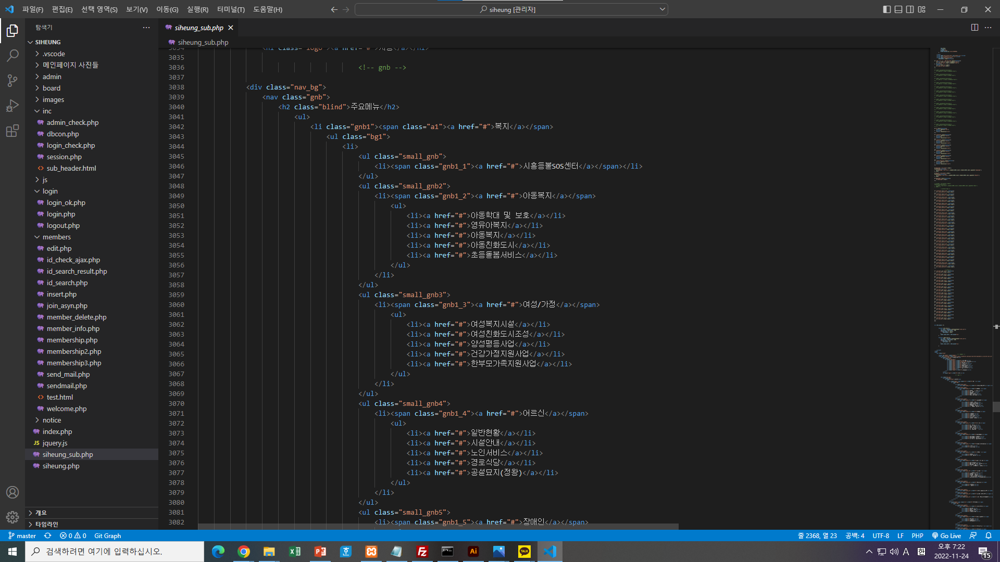 파일(F) 편집(E) 선택 영역(S) 보기(V) 이동(G) 실행(R) 터미널(T) 도움말(H)
siheung [관리자]
탐색기
siheung_sub.php
SIHEUNG
siheung_sub.php
.vscode
메인페이지 사진들
admin
board
images
inc
admin_check.php
dbcon.php
login_check.php
session.php
sub_header.html
js
login
login_ok.php
login.php
logout.php
members
edit.php
id_check_ajax.php
id_search_result.php
id_search.php
insert.php
join_asyn.php
member_delete.php
member_info.php
membership.php
membership2.php
membership3.php
send_mail.php
sendmail.php
test.html
welcome.php
notice
index.php
jquery.js
siheung_sub.php
siheung.php
개요
타임라인
3035
3036 <!-- gnb -->
3037
3038 <div class="nav_bg">
3039 <nav class="gnb">
3040 <h2 class="blind">주요메뉴</h2>
3041 <ul>
3042 <li class="gnb1"><span class="a1"><a href="#">복지</a></span>
3043 <ul class="bg1">
3044 <li>
3045 <ul class="small_gnb">
3046 <li><span class="gnb1_1"><a href="#">시흥등불SOS센터</a></span></li>
3047 </ul>
3048 <ul class="small_gnb2">
3049 <li><span class="gnb1_2"><a href="#">아동복지</a></span>
3050 <ul>
3051 <li><a href="#">아동학대 및 보호</a></li>
3052 <li><a href="#">영유아복지</a></li>
3053 <li><a href="#">아동복지</a></li>
3054 <li><a href="#">아동친화도시</a></li>
3055 <li><a href="#">초등돌봄서비스</a></li>
3056 </ul>
3057 </li>
3058 </ul>
3059 <ul class="small_gnb3">
3060 <li><span class="gnb1_3"><a href="#">여성/가정</a></span>
3061 <ul>
3062 <li><a href="#">여성복지시설</a></li>
3063 <li><a href="#">여성친화도시조성</a></li>
3064 <li><a href="#">양성평등사업</a></li>
3065 <li><a href="#">건강가정지원사업</a></li>
3066 <li><a href="#">한부모가족지원사업</a></li>
3067 </ul>
3068 </li>
3069 </ul>
3070 <ul class="small_gnb4">
3071 <li><span class="gnb1_4"><a href="#">어르신</a></span>
3072 <ul>
3073 <li><a href="#">일반현황</a></li>
3074 <li><a href="#">시설안내</a></li>
3075 <li><a href="#">노인서비스</a></li>
3076 <li><a href="#">경로식당</a></li>
3077 <li><a href="#">공설묘지(정왕)</a></li>
3078 </ul>
3079 </li>
3080 </ul>
3081 <ul class="small_gnb5">
3082 <li><span class="gnb1_5"><a href="#">장애인</a></span>
master 0 0 Git Graph 줄 2368, 열 23 공백: 4 UTF-8 LF PHP Go Live
검색하려면 여기에 입력하십시오.
Ai
TALK
A
오후 7:22
2022-11-24
15